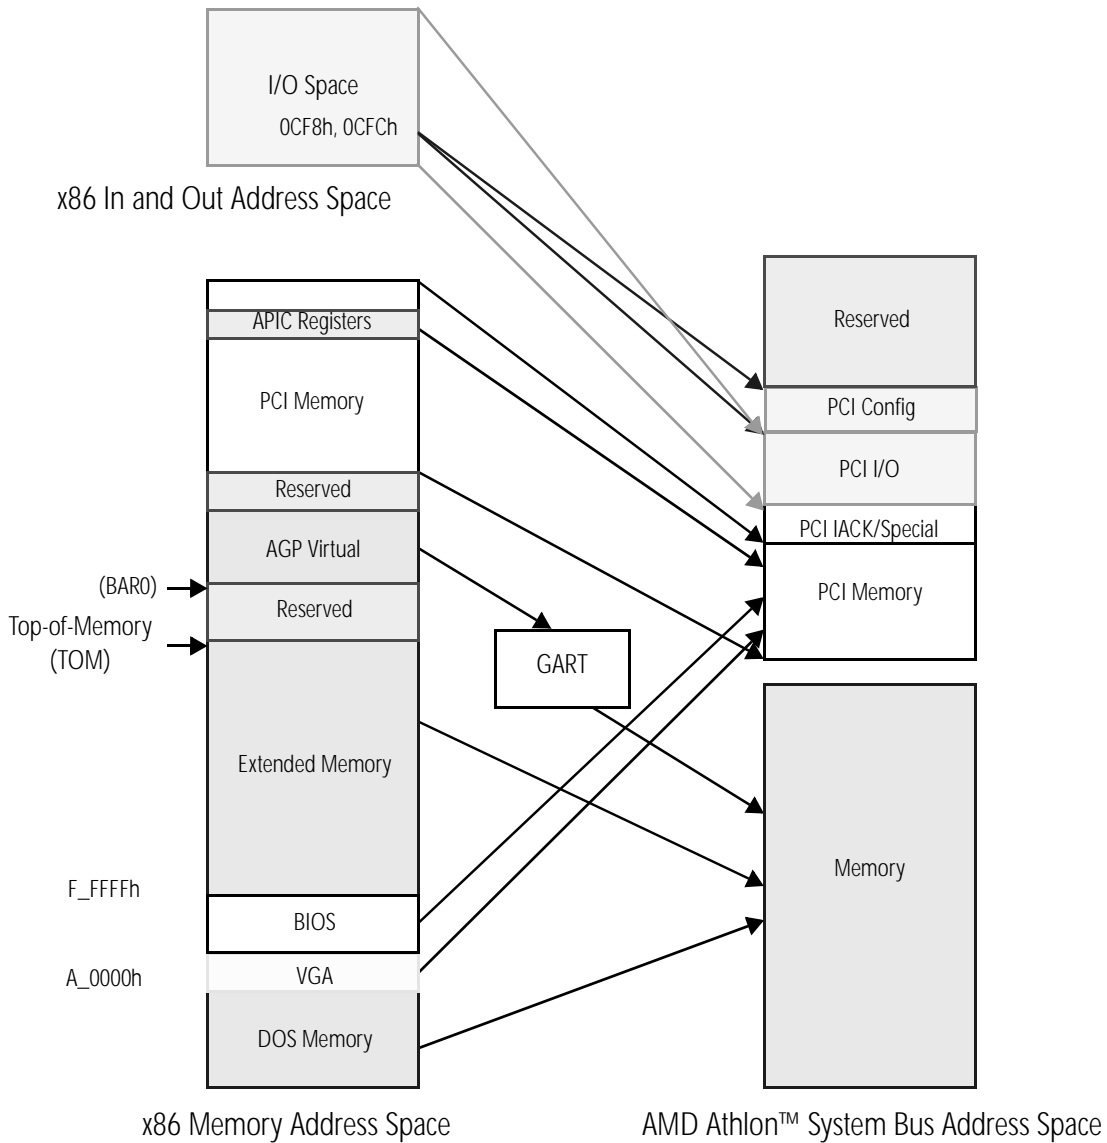 I/O Space
0CF8h, 0CFCh
x86 In and Out Address Space
APIC Registers
PCI Memory
Reserved
AGP Virtual
(BAR0)
Reserved
Top-of-Memory
(TOM)
Extended Memory
F_FFFFh
BIOS
A_0000h
VGA
DOS Memory
x86 Memory Address Space
GART
Reserved
PCI Config
PCI I/O
PCI IACK/Special
PCI Memory
Memory
AMD Athlon™ System Bus Address Space